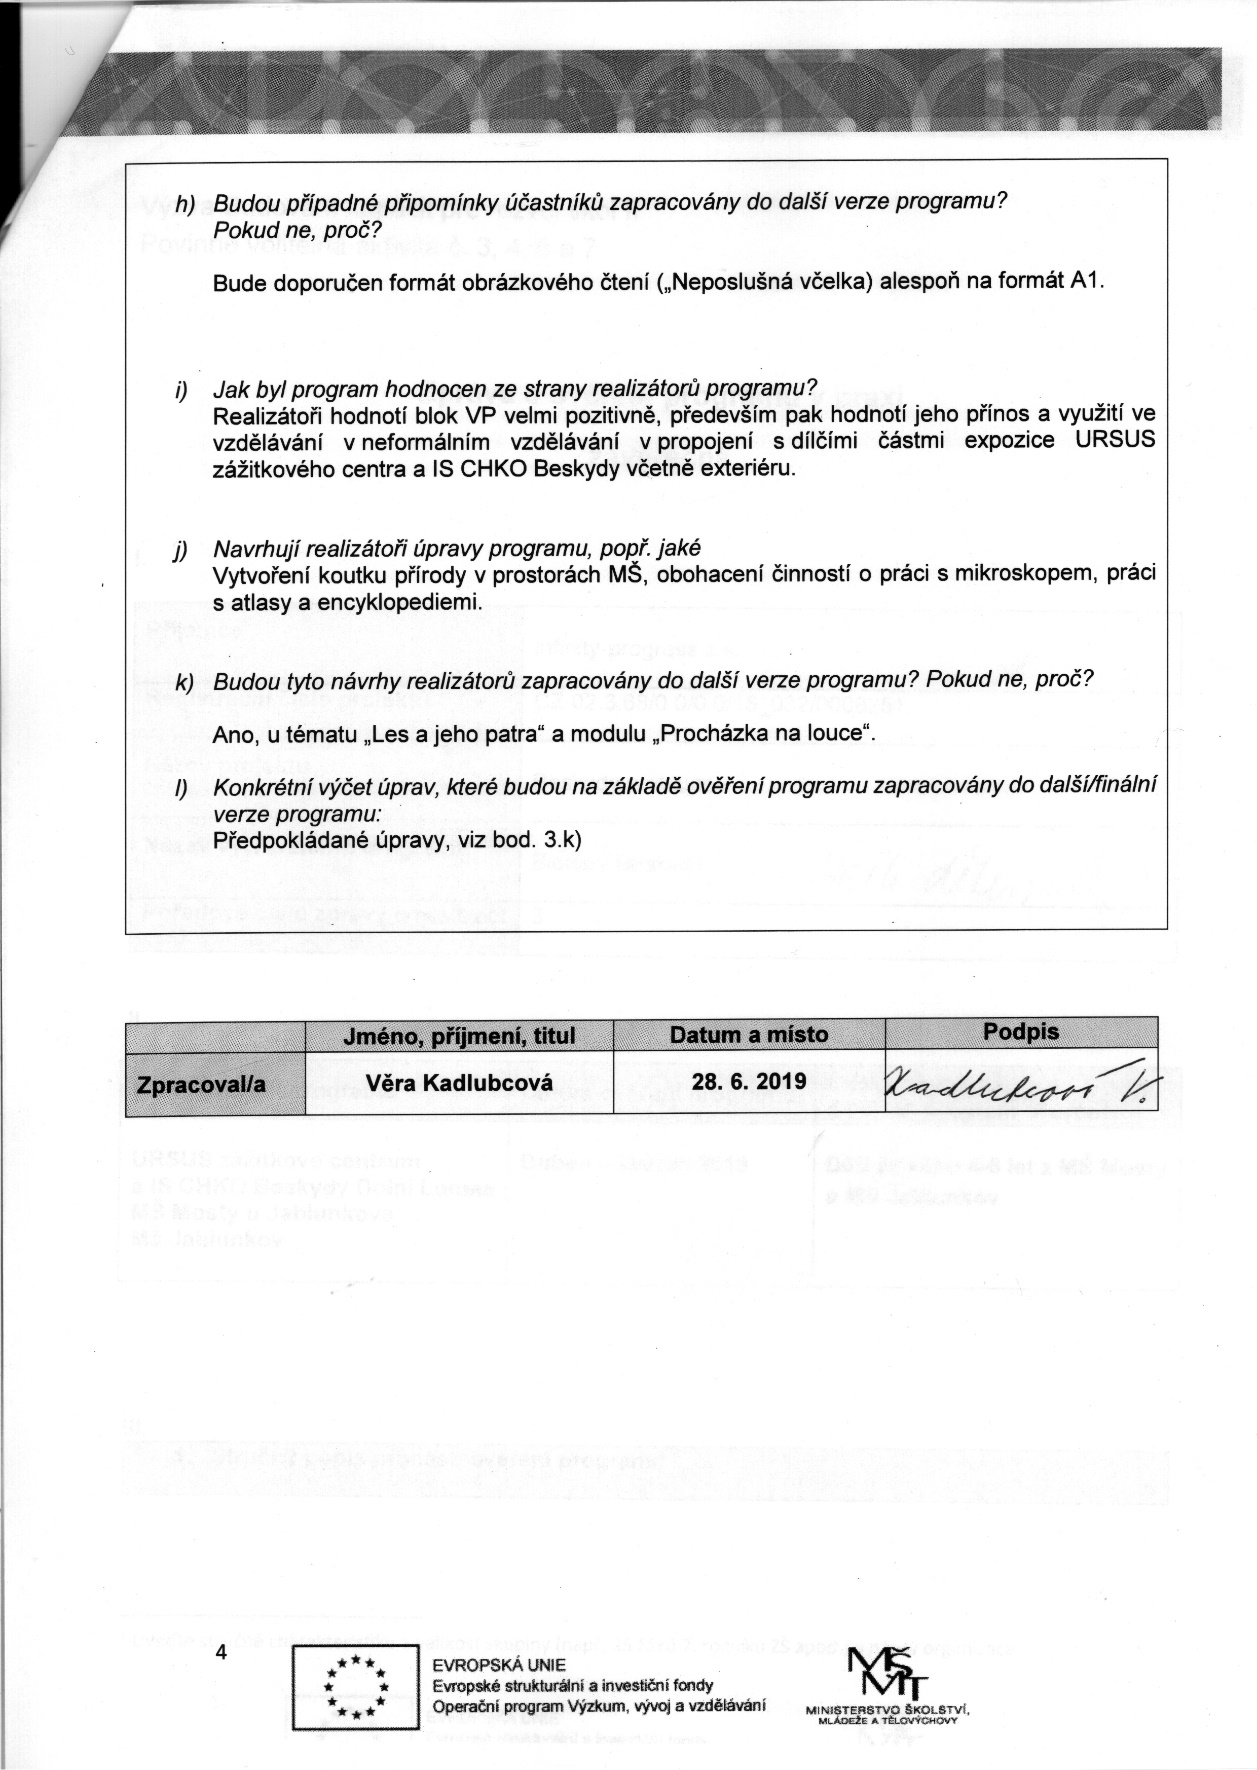 h) Budou případné připomínky účastníků zapracovány do další verze programu?
Pokud ne, proč?
Bude doporučen formát obrázkového čtení („Neposlušná včelka) alespoň na formát A1.
i) Jak byl program hodnocen ze strany realizátorů programu?
Realizátoři hodnotí blok VP velmi pozitivně, především pak hodnotí jeho přínos a využití ve
vzdělávání v neformálním vzdělávání v propojení s dílčími částmi expozice URSUS
zážitkového centra a IS CHKO Beskydy včetně exteriéru.
j) Navrhují realizátoři úpravy programu, popř. jaké
Vytvoření koutku přírody v prostorách MŠ, obohacení činností o práci s mikroskopem, práci
s atlasy a encyklopediemi.
k) Budou tyto návrhy realizátorů zapracovány do další verze programu? Pokud ne, proč?
Ano, u tématu „Les a jeho patra“ a modulu „Procházka na louce“.
l) Konkrétní výčet úprav, které budou na základě ověření programu zapracovány do další/finální
verze programu:
Předpokládané úpravy, viz bod. 3.k)
Jméno, příjmení, titul Datum a místo Podpis
Zpracoval/a Věra Kadlubcová 28. 6. 2019 Kadlubcová V.
4
EVROPSKÁ UNIE
Evropské strukturální a investiční fondy
Operační program Výzkum, vývoj a vzdělávání
MŠMT
MINISTERSTVO ŠKOLSTVÍ,
MLÁDEŽE A TĚLOVÝCHOVY